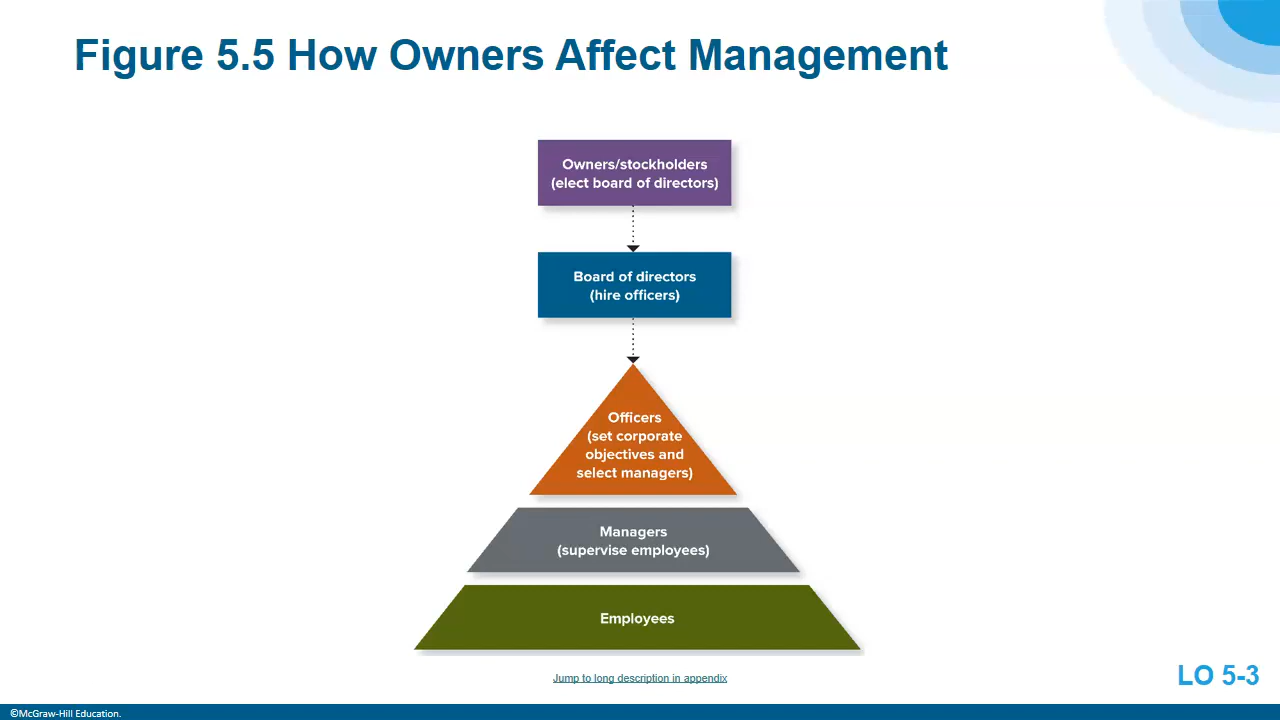 Figure 5.5 How Owners Affect Management
Owners/stockholders
(elect board of directors)
Board of directors
(hire officers)
Officers
(set corporate
objectives and
select managers)
Managers
(supervise employees)
Employees
Jump to long description in appendix
LO 5-3
©McGraw-Hill Education.